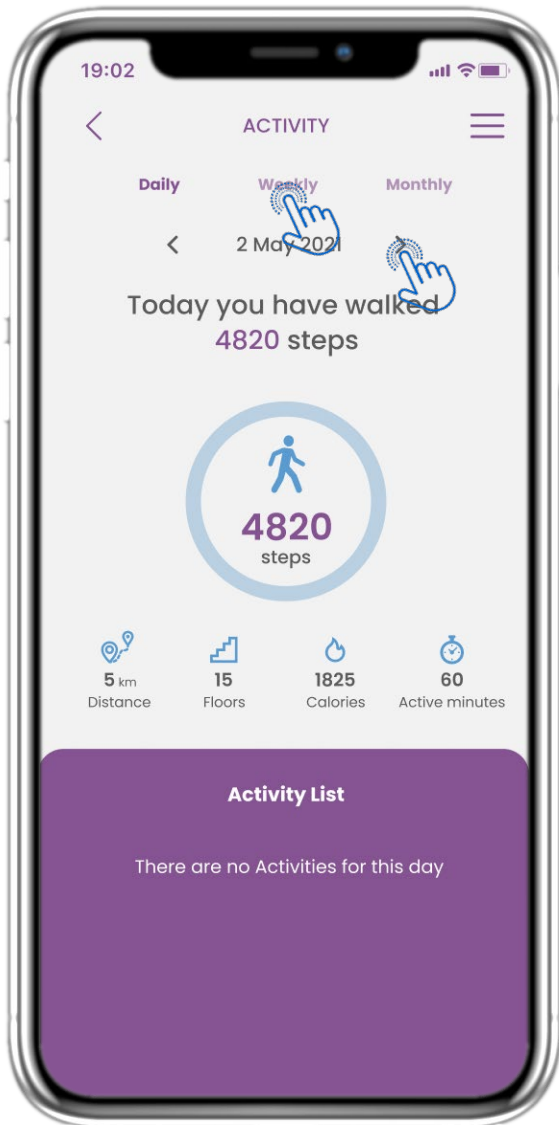 19:02
ACTIVITY
Daily Weekly Monthly
2 May 2021
Today you have walked
4820 steps
4820
steps
5 km 15 1825 60
Distance Floors Calories Active minutes
Activity List
There are no Activities for this day